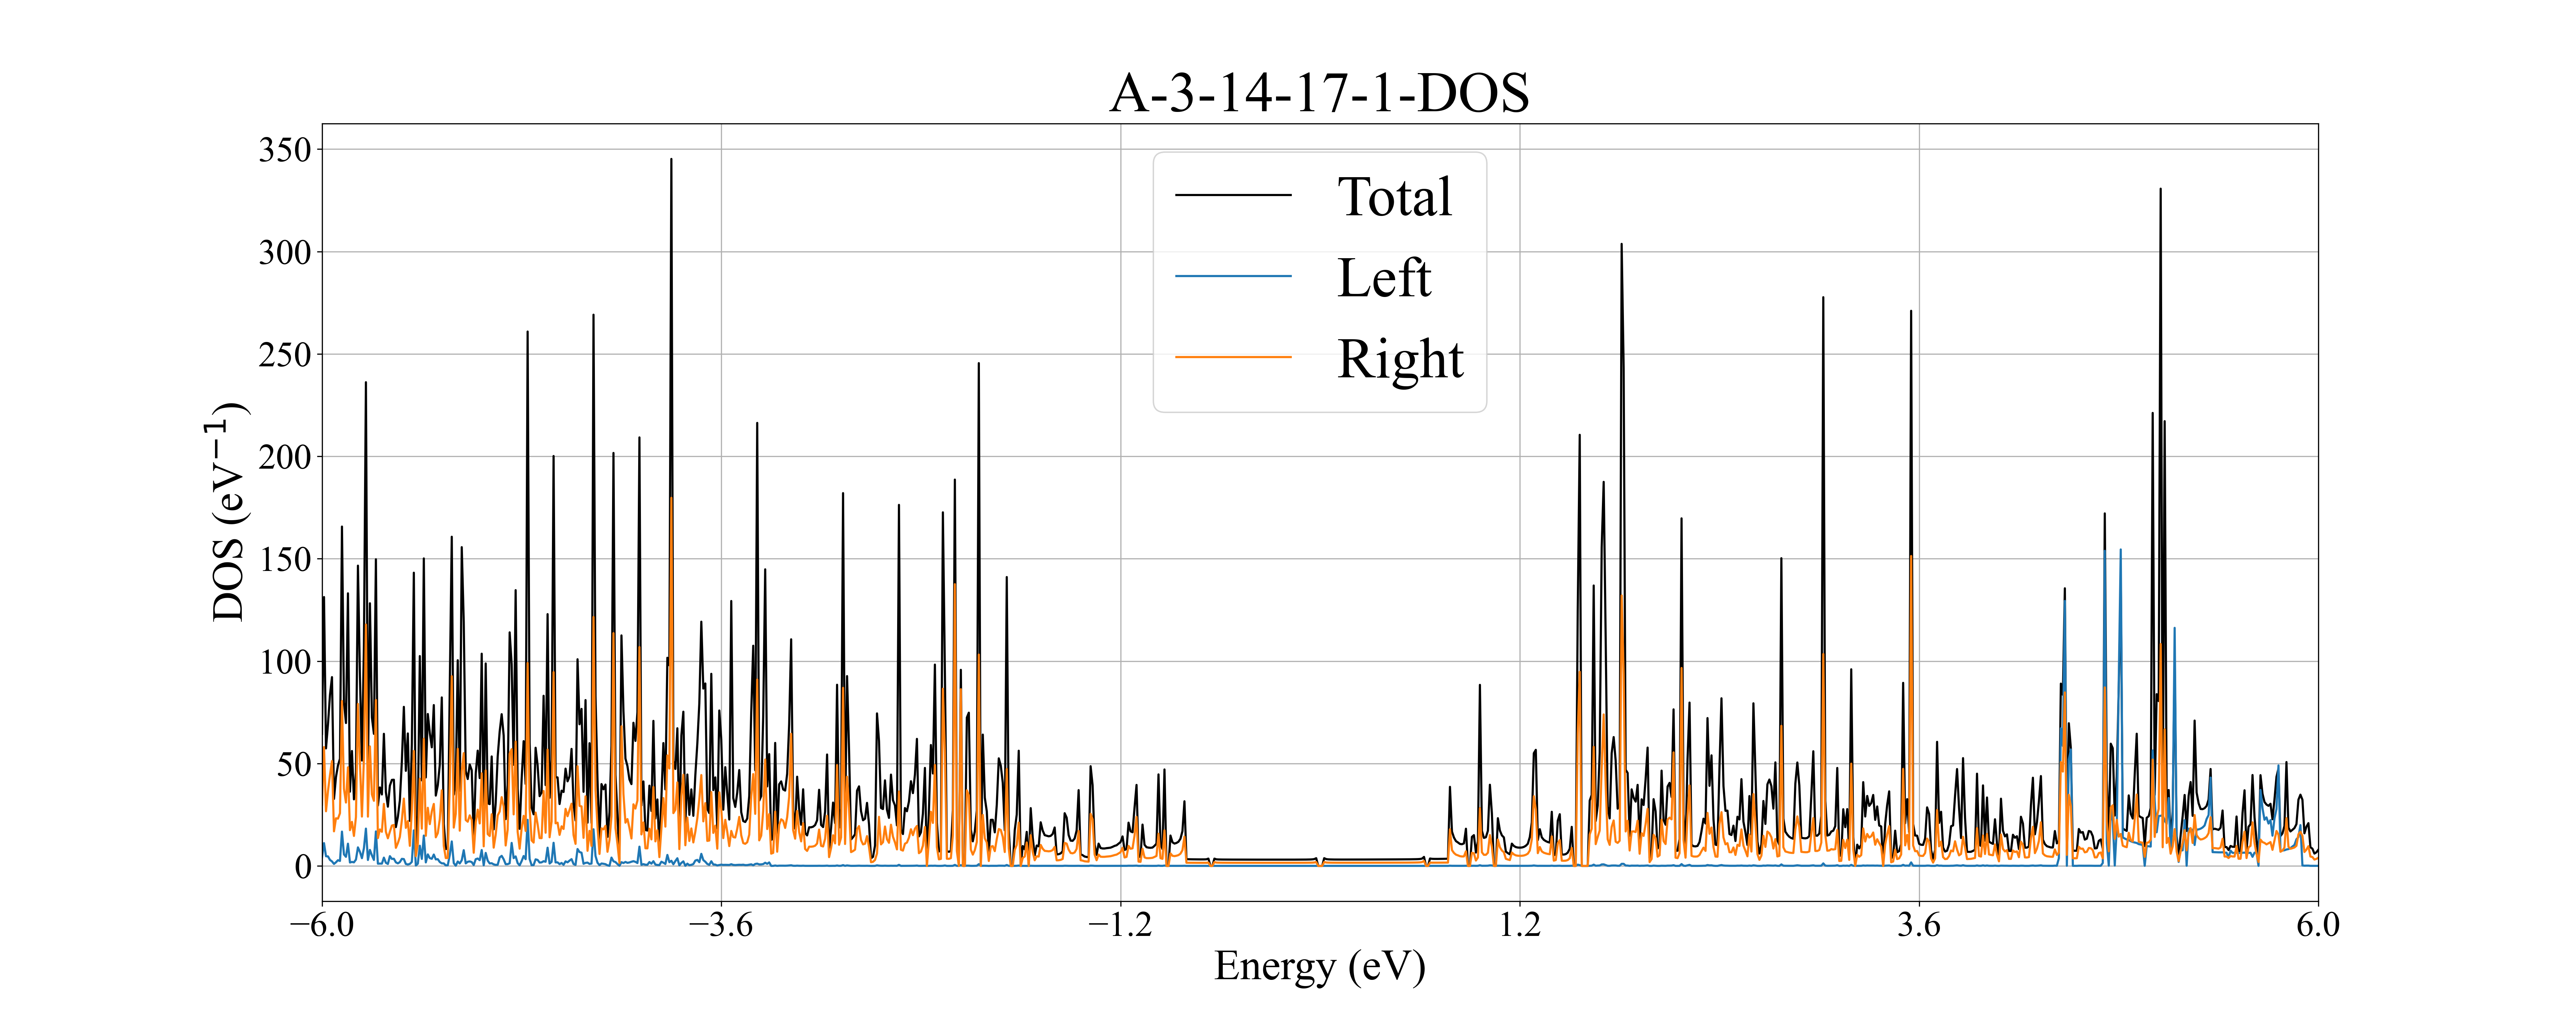 A-3-14-17-1-DOS
350
300
250
200
150
100
50
0
DOS (eV⁻¹)
Total
Left
Right
−6.0
−3.6
−1.2
1.2
3.6
6.0
Energy (eV)